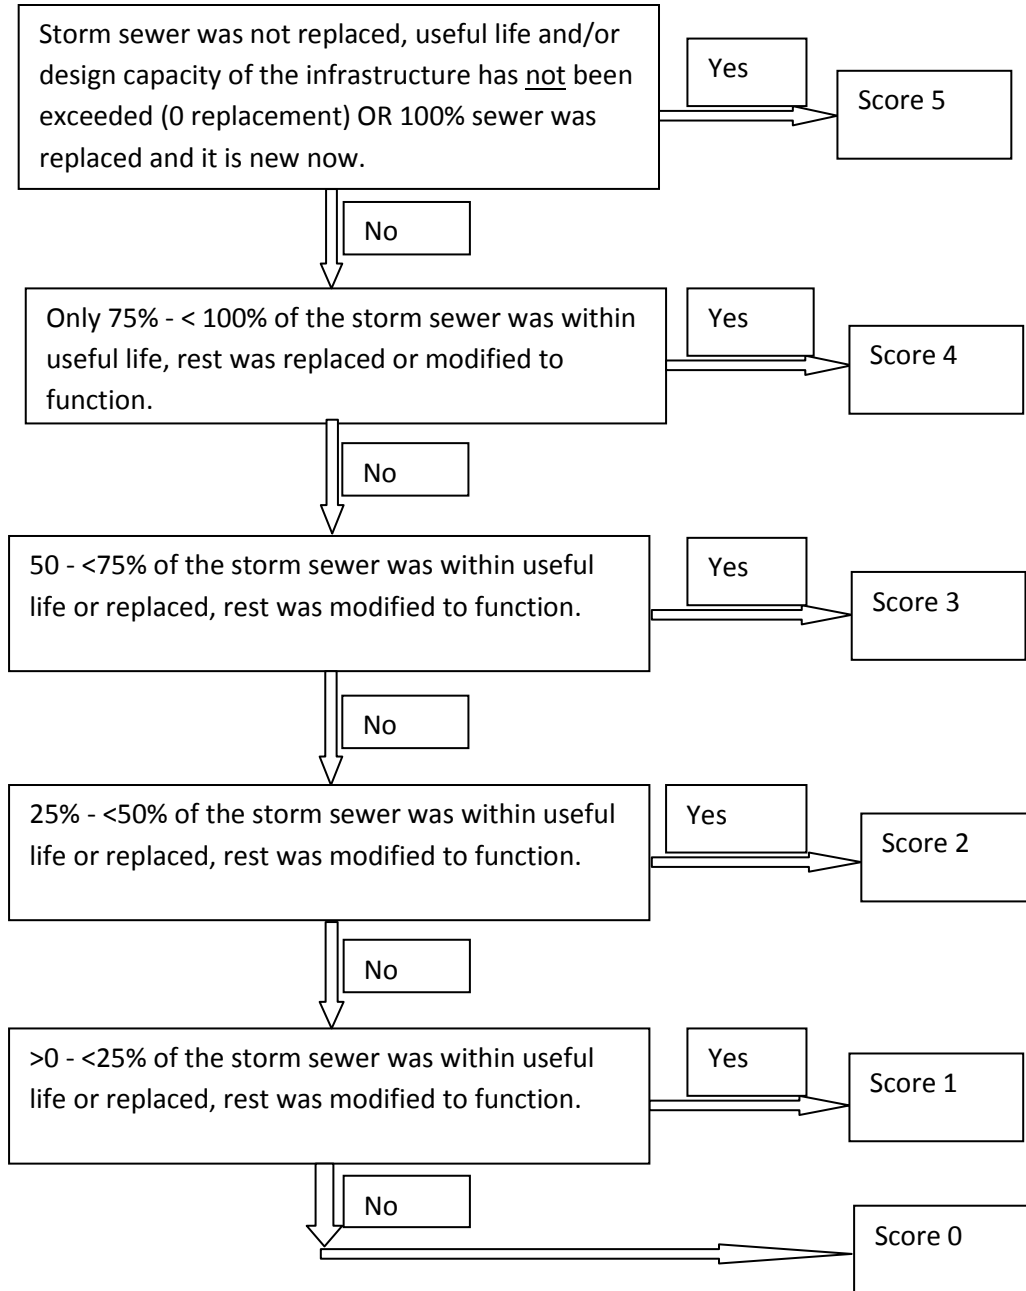 Storm sewer was not replaced, useful life and/or
design capacity of the infrastructure has not been
exceeded (0 replacement) OR 100% sewer was
replaced and it is new now.
Yes
Score 5
No
Only 75% - < 100% of the storm sewer was within
useful life, rest was replaced or modified to
function.
Yes
Score 4
No
50 - <75% of the storm sewer was within useful
life or replaced, rest was modified to function.
Yes
Score 3
No
25% - <50% of the storm sewer was within useful
life or replaced, rest was modified to function.
Yes
Score 2
No
>0 - <25% of the storm sewer was within useful
life or replaced, rest was modified to function.
Yes
Score 1
No
Score 0